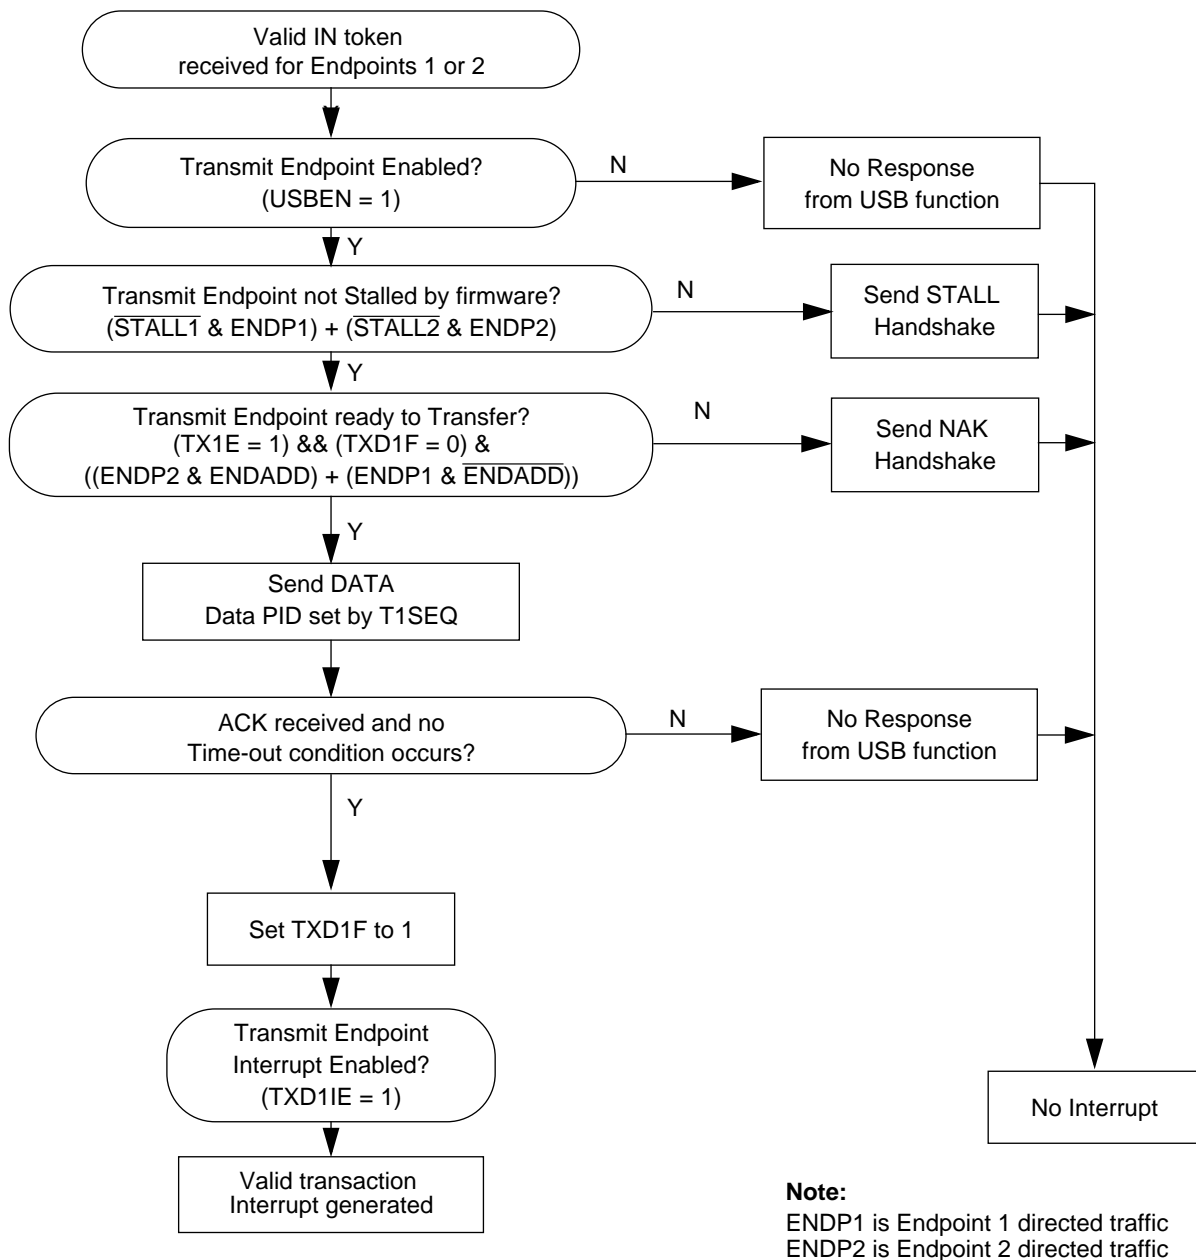 Valid IN token
received for Endpoints 1 or 2
Transmit Endpoint Enabled?
(USBEN = 1)
N
No Response
from USB function
Y
Transmit Endpoint not Stalled by firmware?
(S̅T̅A̅L̅L̅1̅ & ENDP1) + (S̅T̅A̅L̅L̅2̅ & ENDP2)
N
Send STALL
Handshake
Y
Transmit Endpoint ready to Transfer?
(TX1E = 1) && (TXD1F = 0) &
((ENDP2 & ENDADD) + (ENDP1 & E̅N̅D̅A̅D̅D̅))
N
Send NAK
Handshake
Y
Send DATA
Data PID set by T1SEQ
ACK received and no
Time-out condition occurs?
N
No Response
from USB function
Y
Set TXD1F to 1
Transmit Endpoint
Interrupt Enabled?
(TXD1IE = 1)
No Interrupt
Valid transaction
Interrupt generated
Note:
ENDP1 is Endpoint 1 directed traffic
ENDP2 is Endpoint 2 directed traffic